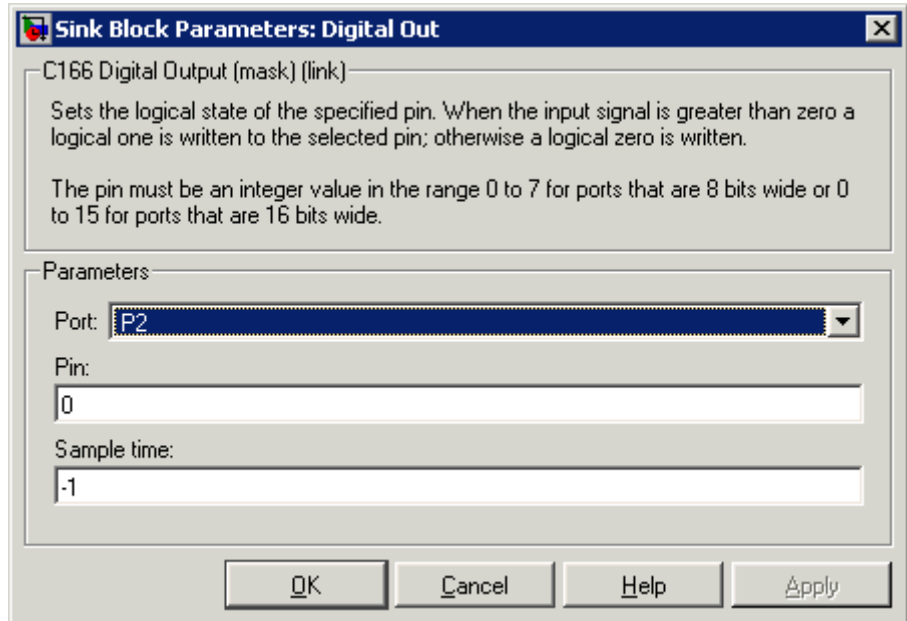 Sink Block Parameters: Digital Out
C166 Digital Output (mask) (link)
Sets the logical state of the specified pin. When the input signal is greater than zero a
logical one is written to the selected pin; otherwise a logical zero is written.
The pin must be an integer value in the range 0 to 7 for ports that are 8 bits wide or 0
to 15 for ports that are 16 bits wide.
Parameters
Port: P2
Pin:
0
Sample time:
-1
OK Cancel Help Apply